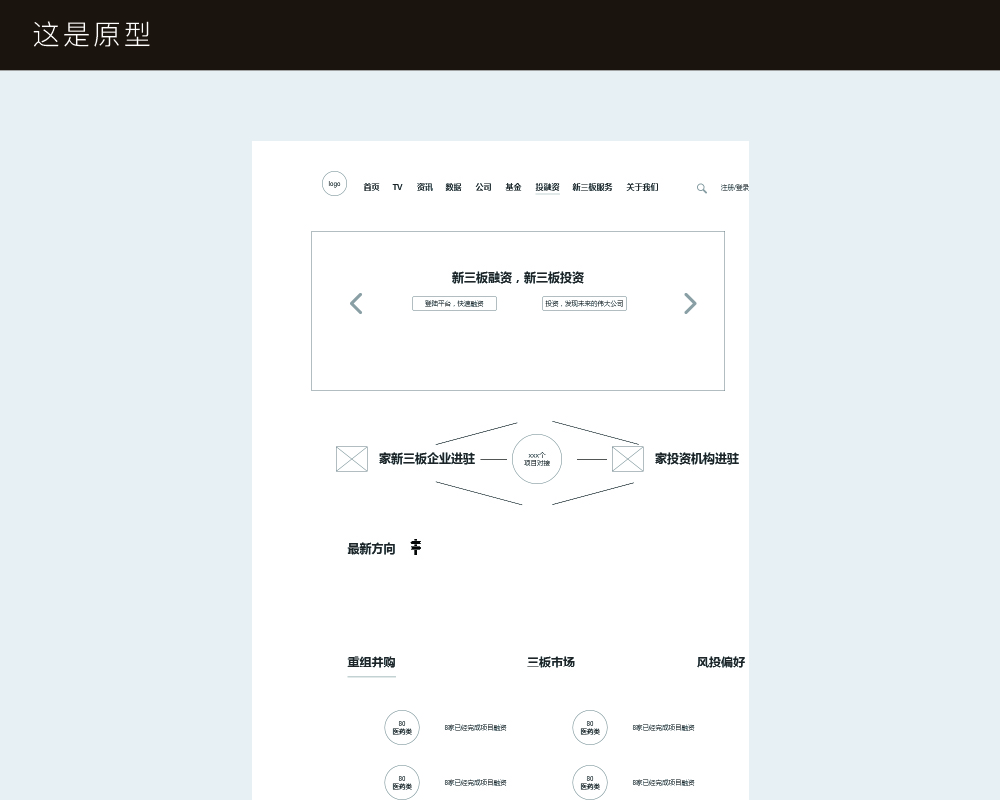 这是原型
logo 首页 TV 资讯 数据 公司 基金 投融资 新三板服务 关于我们 注册/登录
新三板融资，新三板投资
登陆平台，快速融资 投资，发现未来的伟大公司
家新三板企业进驻 xxx个 家投资机构进驻
项目对接
最新方向
重组并购 三板市场 风投偏好
80 80
医药类 8家已经完成项目融资 医药类 8家已经完成项目融资
80 80
医药类 8家已经完成项目融资 医药类 8家已经完成项目融资